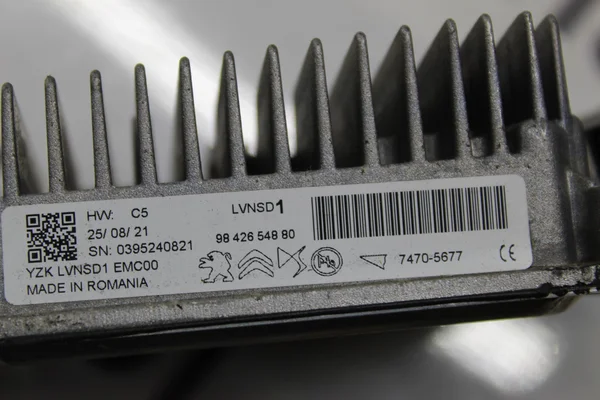 HW: C5
25/ 08/ 21
SN: 0395240821
YZK LVNSD1 EMC00
MADE IN ROMANIA
LVNSD1
98 426 548 80
7470-5677
CE